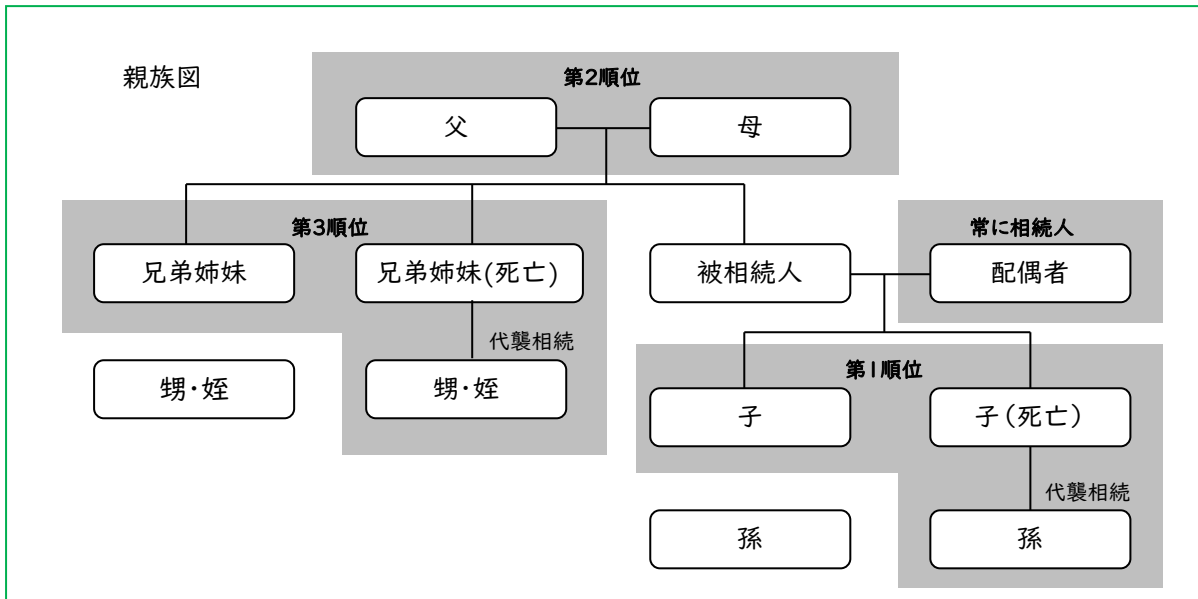 親族図
第2順位
父
母
第3順位
常に相続人
兄弟姉妹
兄弟姉妹(死亡)
被相続人
配偶者
代襲相続
第1順位
甥・姪
甥・姪
子
子(死亡)
代襲相続
孫
孫